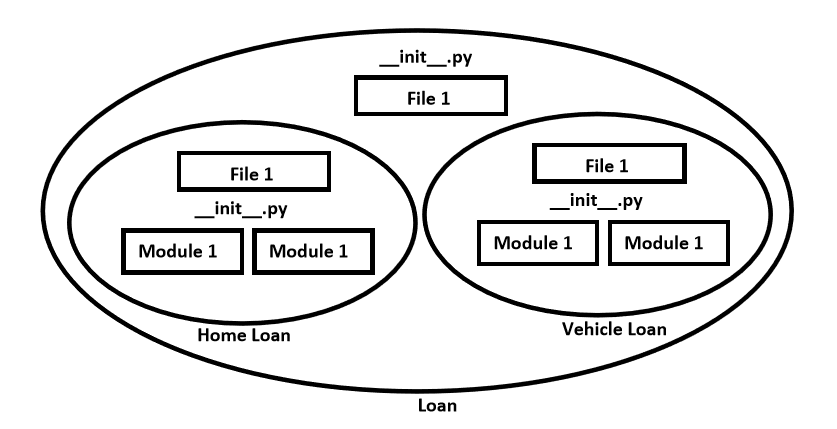 __init__.py
File 1
File 1
__init__.py
Module 1
Module 1
Home Loan
File 1
__init__.py
Module 1
Module 1
Vehicle Loan
Loan